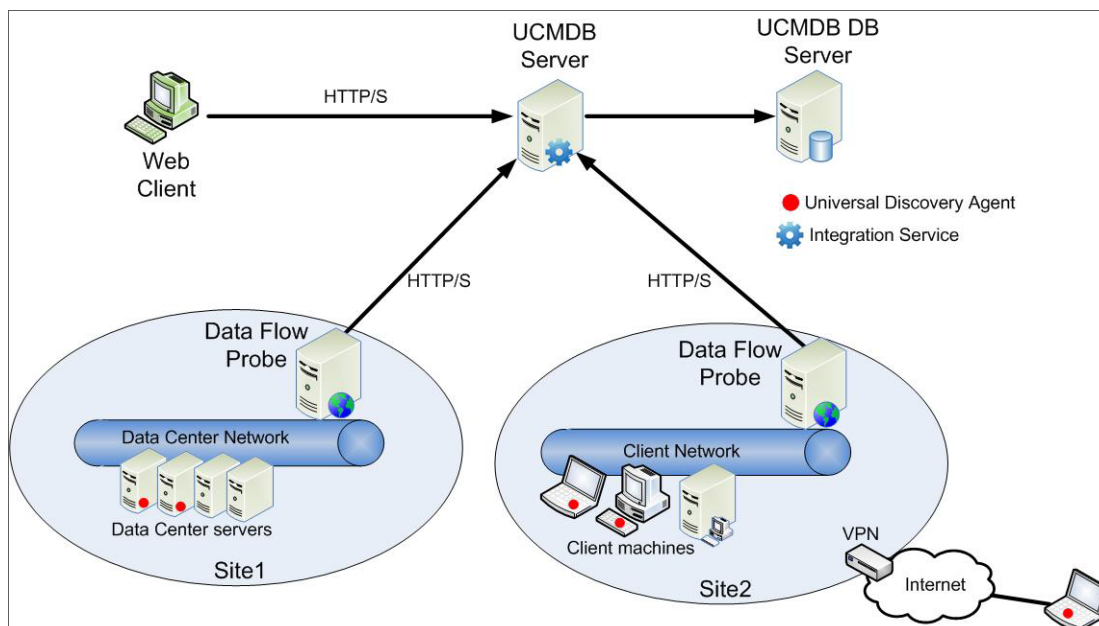 UCMDB
Server
UCMDB DB
Server
HTTP/S
Web
Client
Universal Discovery Agent
Integration Service
HTTP/S
HTTP/S
Data Flow
Probe
Data Flow
Probe
Data Center Network
Client Network
Data Center servers
Client machines
VPN
Internet
Site1
Site2